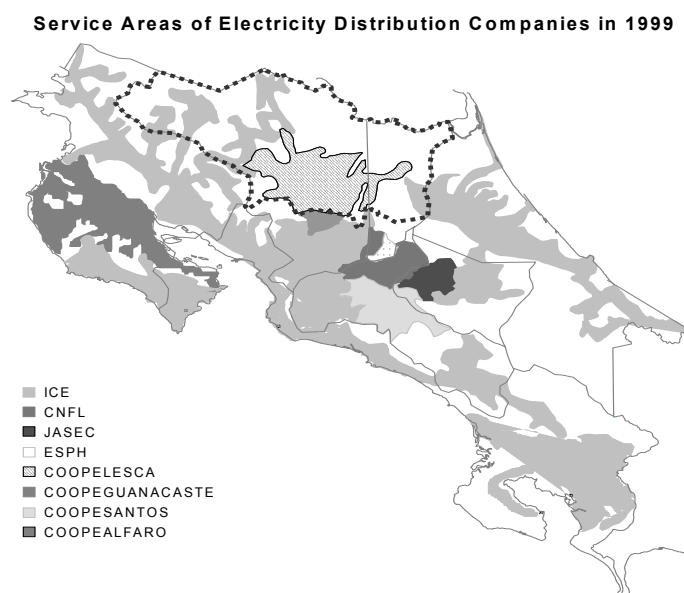 Service Areas of Electricity Distribution Companies in 1999
ICE
CNFL
JASEC
ESPH
COOPELESCA
COOPEGUANACASTE
COOPESANTOS
COOPEALFARO